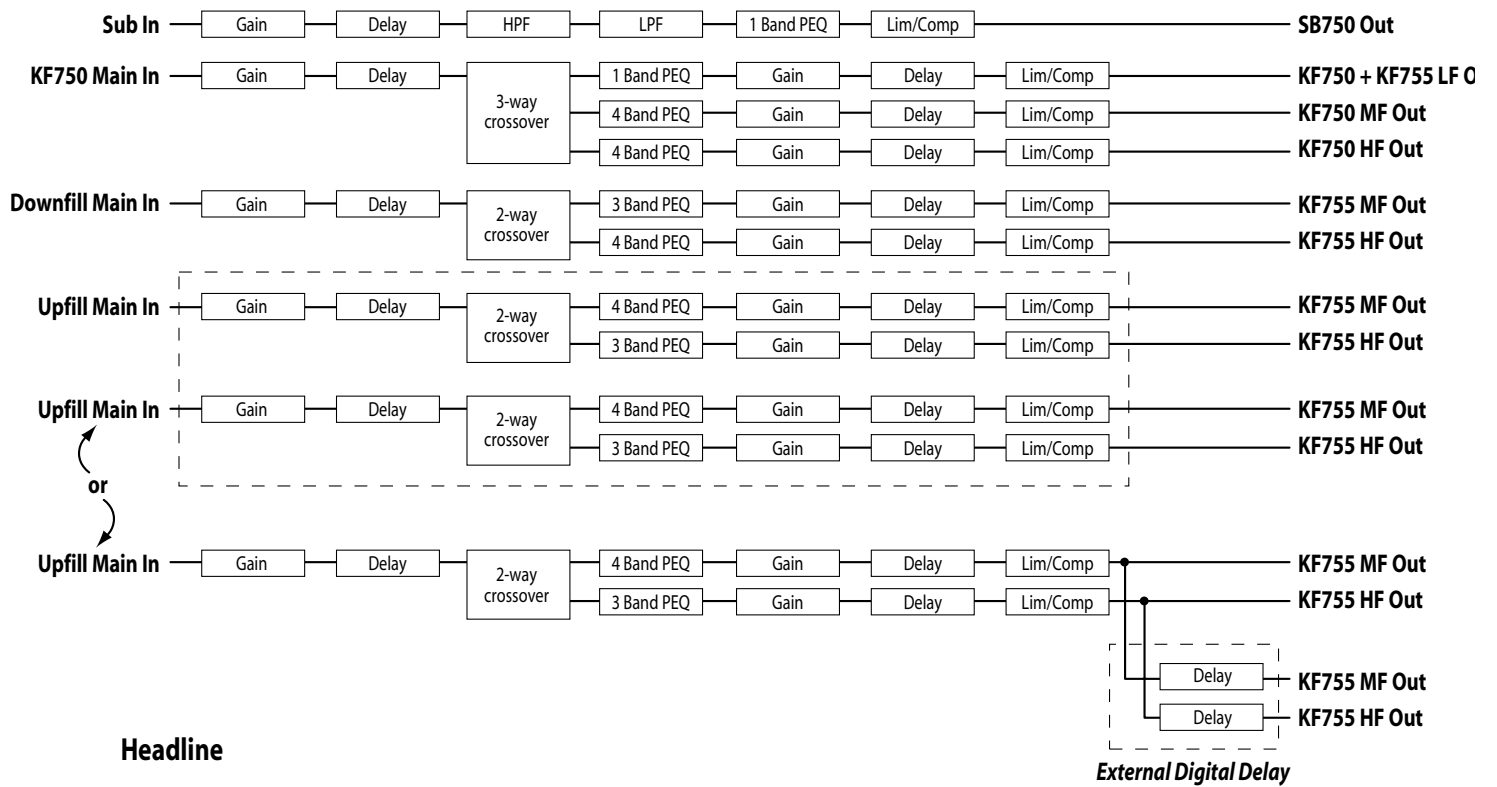 Sub In Gain Delay HPF LPF 1 Band PEQ Lim/Comp SB750 Out
KF750 Main In Gain Delay 3-way crossover 1 Band PEQ Gain Delay Lim/Comp KF750 + KF755 LF O
4 Band PEQ Gain Delay Lim/Comp KF750 MF Out
4 Band PEQ Gain Delay Lim/Comp KF750 HF Out
Downfill Main In Gain Delay 2-way crossover 3 Band PEQ Gain Delay Lim/Comp KF755 MF Out
4 Band PEQ Gain Delay Lim/Comp KF755 HF Out
Upfill Main In Gain Delay 2-way crossover 4 Band PEQ Gain Delay Lim/Comp KF755 MF Out
3 Band PEQ Gain Delay Lim/Comp KF755 HF Out
Upfill Main In Gain Delay 2-way crossover 4 Band PEQ Gain Delay Lim/Comp KF755 MF Out
3 Band PEQ Gain Delay Lim/Comp KF755 HF Out
or
Upfill Main In Gain Delay 2-way crossover 4 Band PEQ Gain Delay Lim/Comp KF755 MF Out
3 Band PEQ Gain Delay Lim/Comp KF755 HF Out
Delay KF755 MF Out
Delay KF755 HF Out
Headline
External Digital Delay